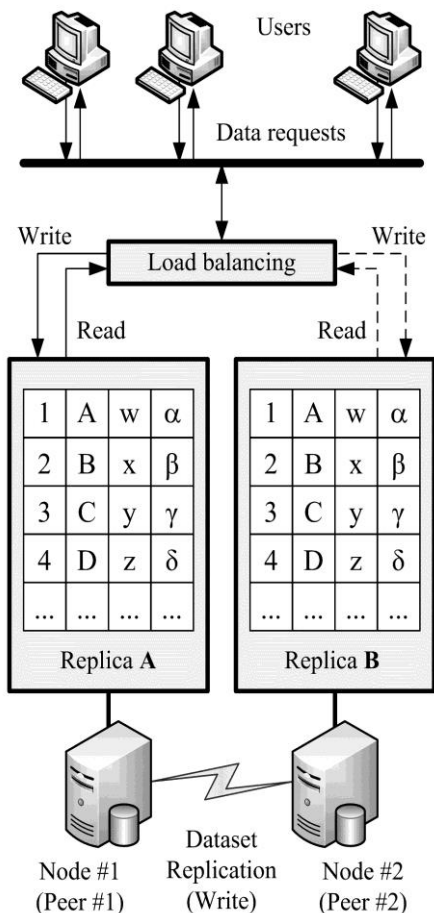 Users
Data requests
Write
Write
Load balancing
Read
Read
1 A w α
2 B x β
3 C y γ
4 D z δ
... ... ... ...
Replica A
1 A w α
2 B x β
3 C y γ
4 D z δ
... ... ... ...
Replica B
Dataset
Replication
(Write)
Node #1
(Peer #1)
Node #2
(Peer #2)